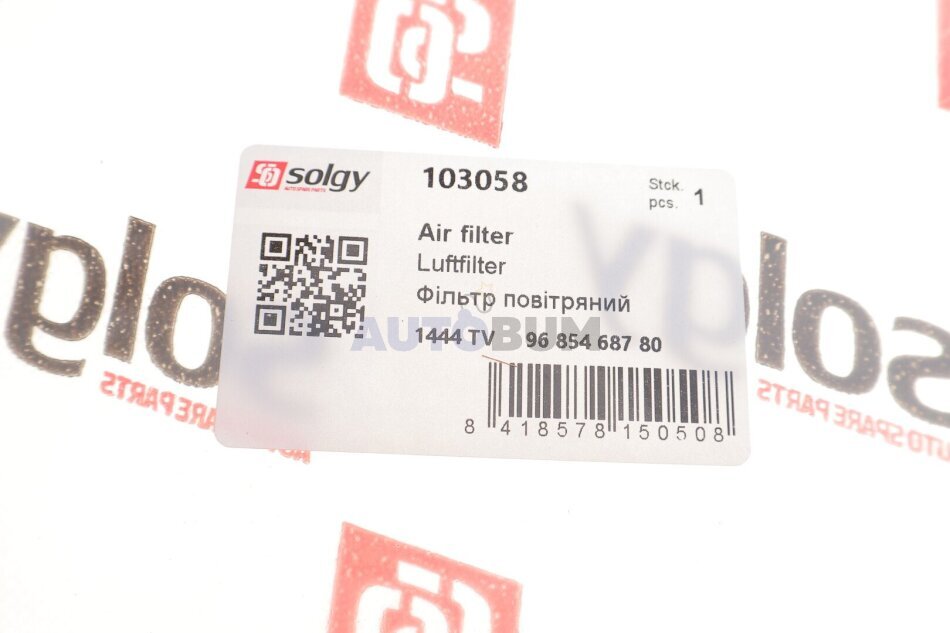 solgy
AUTO SPARE PARTS
103058
Stck.
pcs. 1
Air filter
Luftfilter
Фільтр повітряний
AUTOBUM
1444 TV 96 854 687 80
8 418578 150508
solgy
SPARE PARTS
solgy
AUTO SPARE PARTS